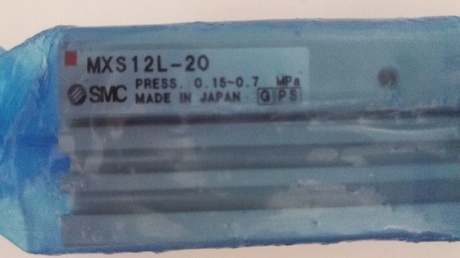 MXS12L-20
PRESS. 0.15~0.7 MPa
SMC MADE IN JAPAN G P S